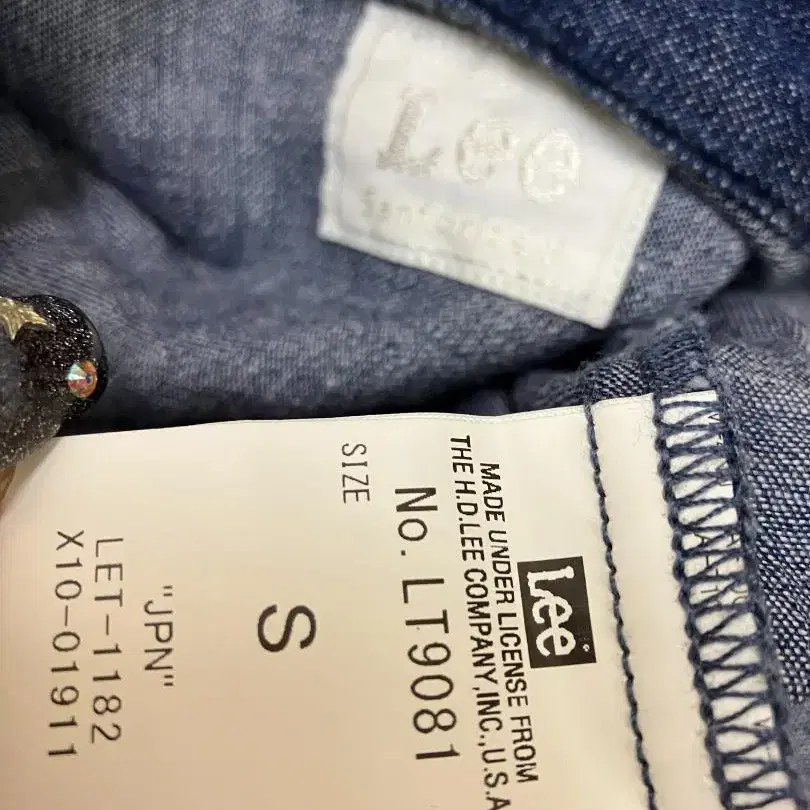 Lee
Lee
MADE UNDER LICENSE FROM
THE H.D.LEE COMPANY,INC.,U.S.A
No. LT9081
SIZE
S
"JPN"
LET-1182
X10-01911